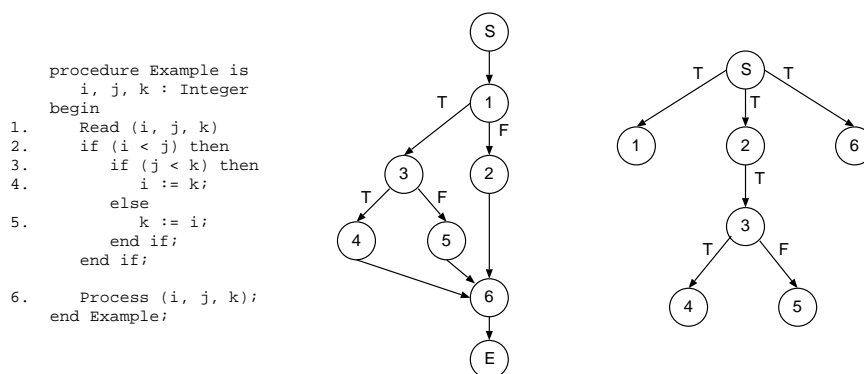 procedure Example is
i, j, k : Integer
begin
1. Read (i, j, k)
2. if (i < j) then
3. if (j < k) then
4. i := k;
else
5. k := i;
end if;
end if;
6. Process (i, j, k);
end Example;
S
1
T
F
3
2
T
F
4
5
6
E
S
T
T
T
1
2
6
T
3
T
F
4
5